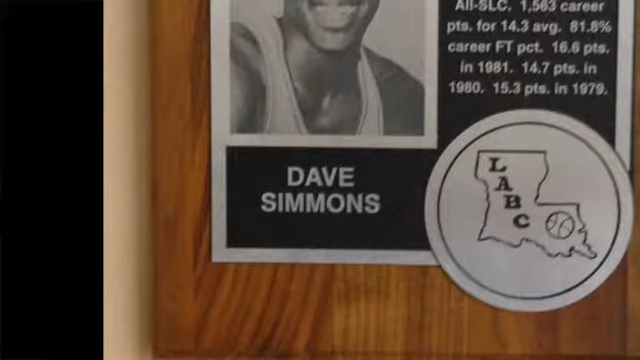 All-SLC. 1,563 career
pts. for 14.3 avg. 81.8%
career FT pct. 16.6 pts.
in 1981. 14.7 pts. in
1980. 15.3 pts. in 1979.
DAVE
SIMMONS
L
A
B
C